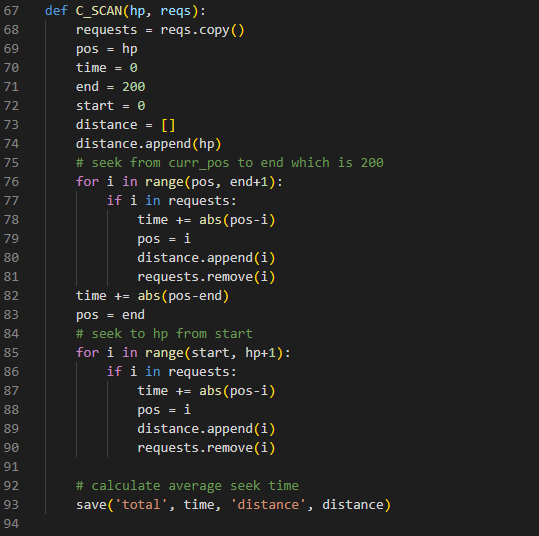 67 def C_SCAN(hp, reqs):
68     requests = reqs.copy()
69     pos = hp
70     time = 0
71     end = 200
72     start = 0
73     distance = []
74     distance.append(hp)
75     # seek from curr_pos to end which is 200
76     for i in range(pos, end+1):
77         if i in requests:
78             time += abs(pos-i)
79             pos = i
80             distance.append(i)
81             requests.remove(i)
82     time += abs(pos-end)
83     pos = end
84     # seek to hp from start
85     for i in range(start, hp+1):
86         if i in requests:
87             time += abs(pos-i)
88             pos = i
89             distance.append(i)
90             requests.remove(i)
91
92     # calculate average seek time
93     save('total', time, 'distance', distance)
94